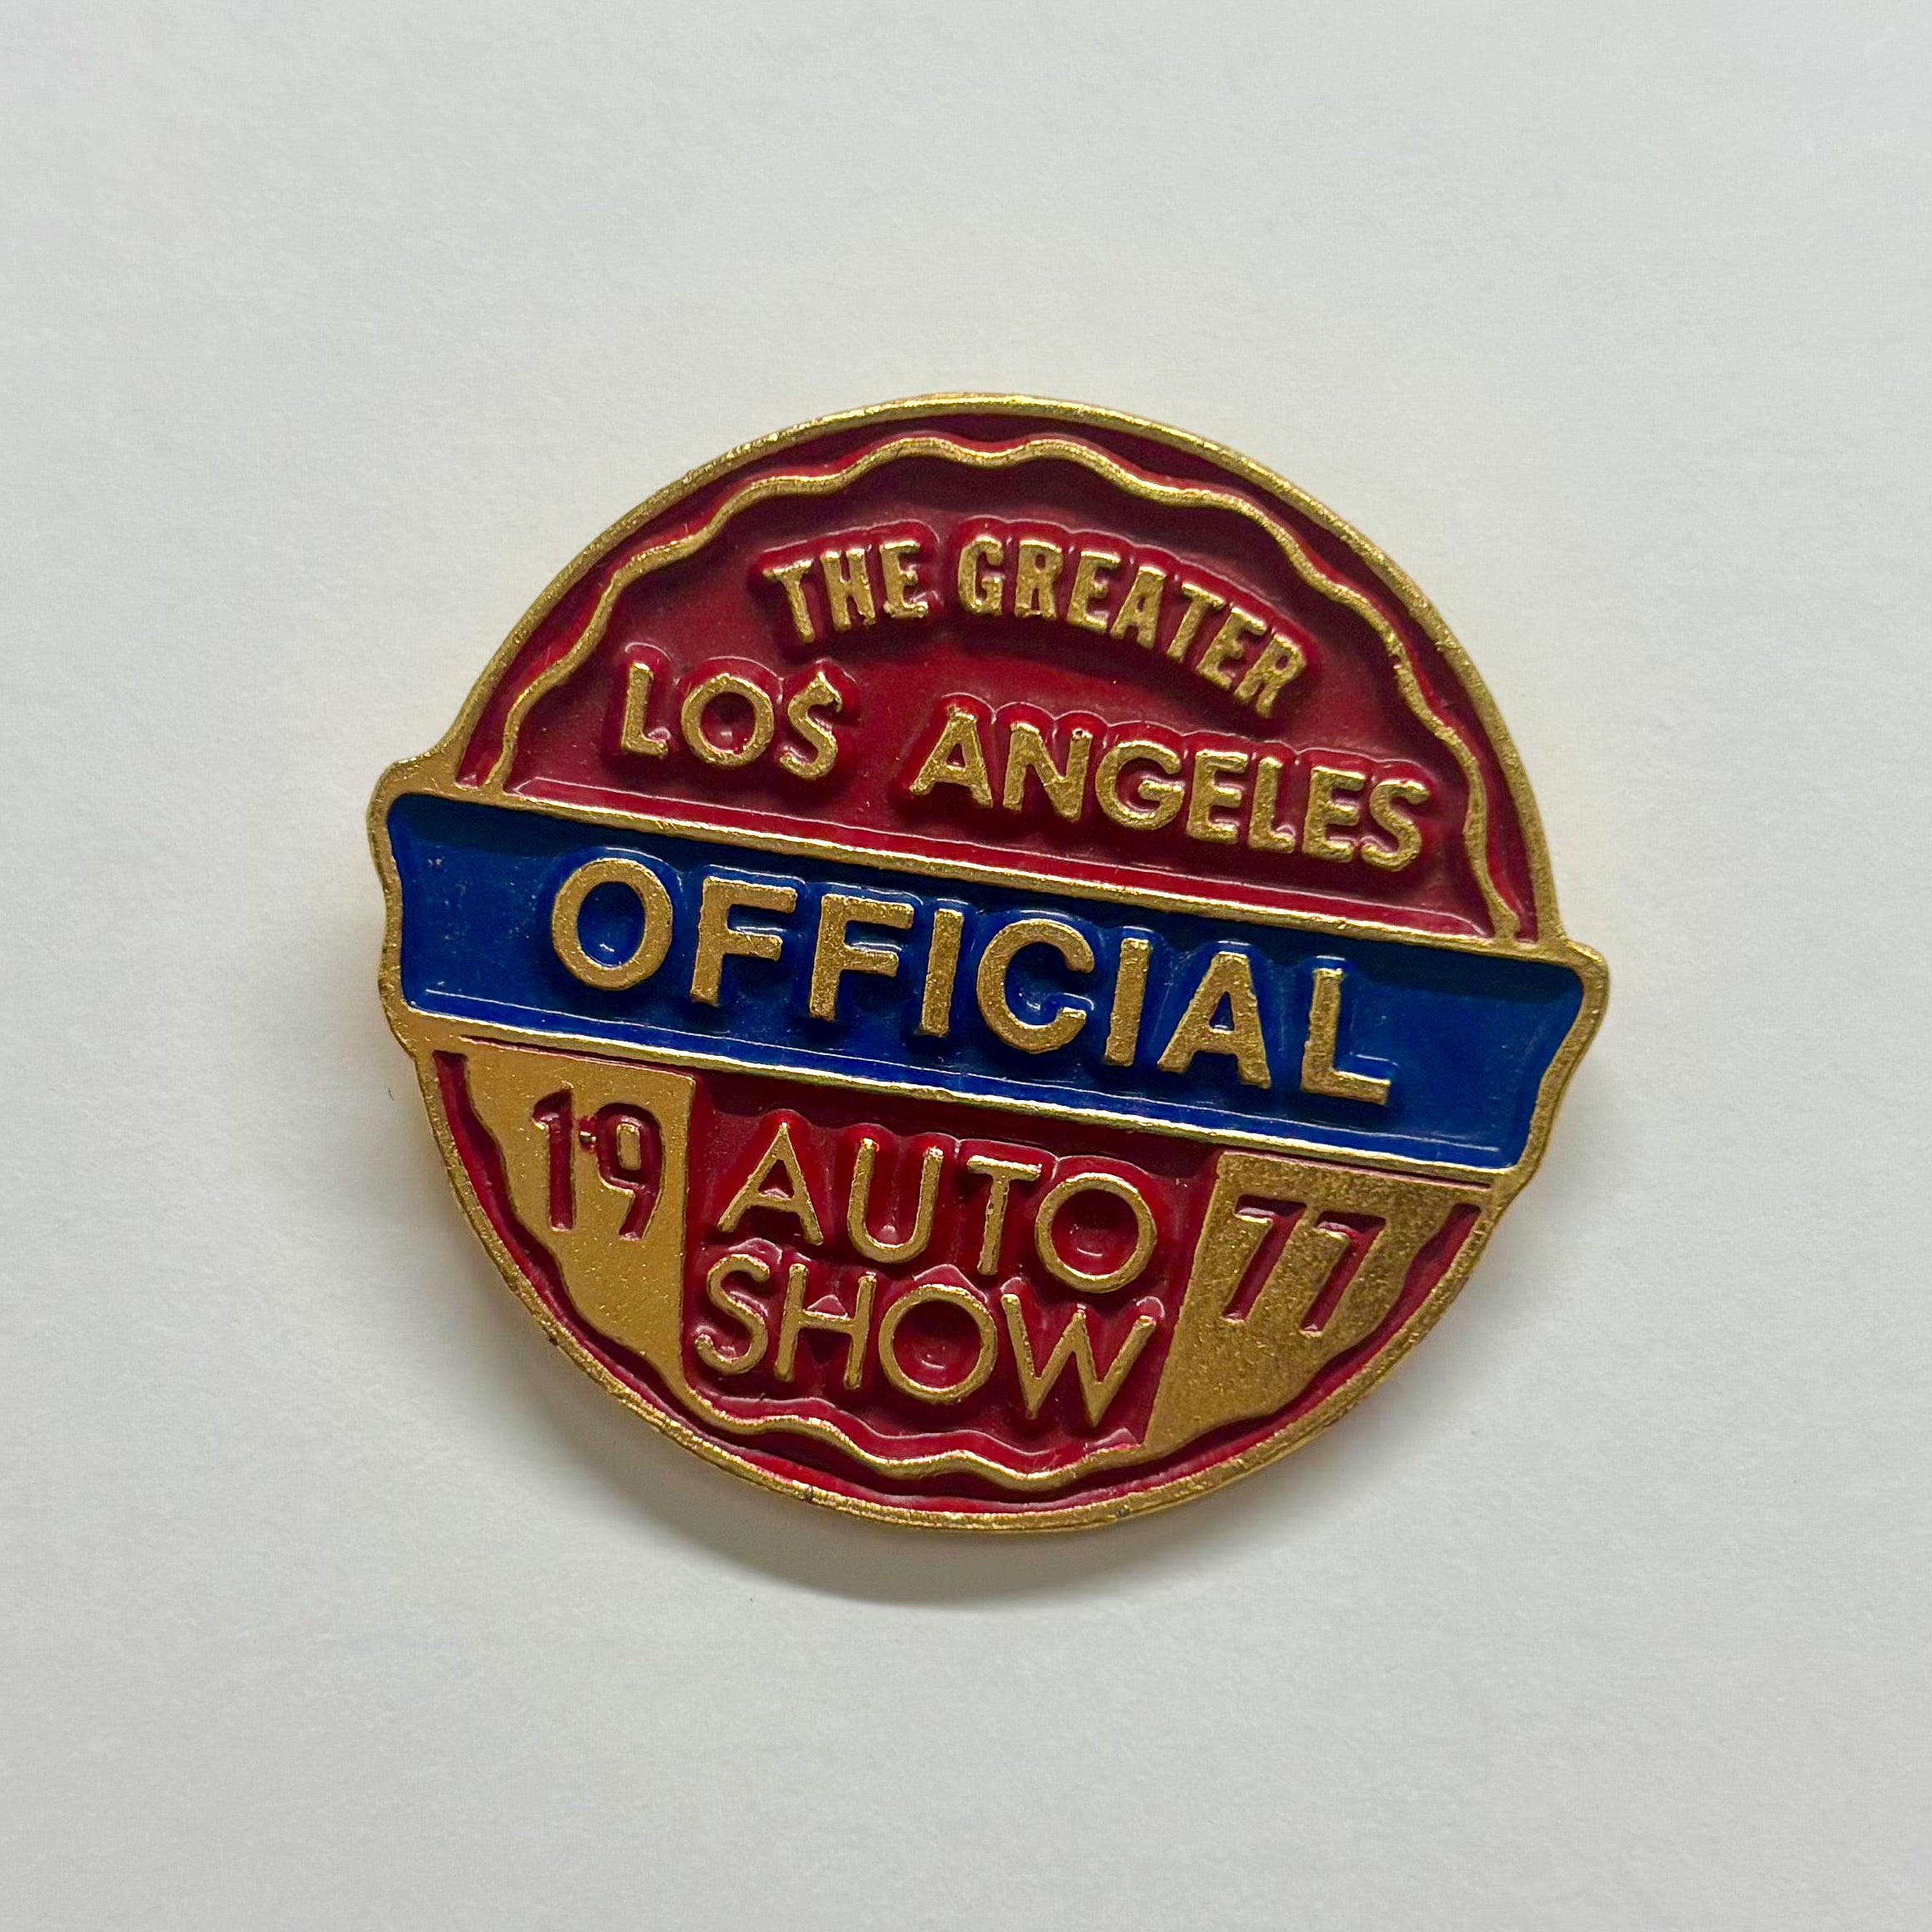 THE GREATER
LOS ANGELES
OFFICIAL
19 AUTO 77
SHOW